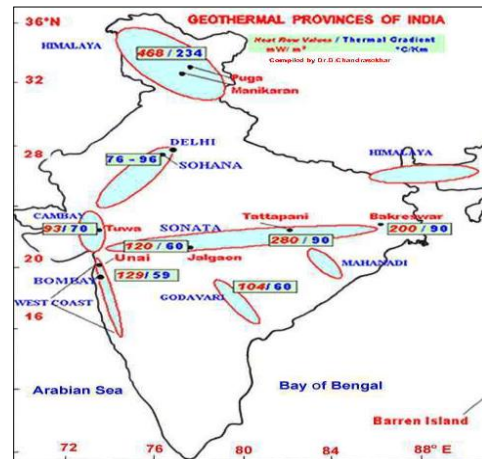 GEOTHERMAL PROVINCES OF INDIA
Heat Flow Values / Thermal Gradient
mW/ m² °C/Km
Compiled by Dr.D.Chandrasekhar
36°N
HIMALAYA
468 / 234
Puga
Manikaran
32
DELHI
28
76 - 96
SOHANA
HIMALAYA
CAMBAY
Tattapani
Bakreswar
93/ 70
Tuwa
SONATA
200 / 90
120 / 60
280 / 90
Unai
Jalgaon
MAHANADI
20
BOMBAY
129/ 59
104/ 60
WEST COAST
GODAVARI
16
Arabian Sea
Bay of Bengal
Barren Island
72
76
80
84
88° E